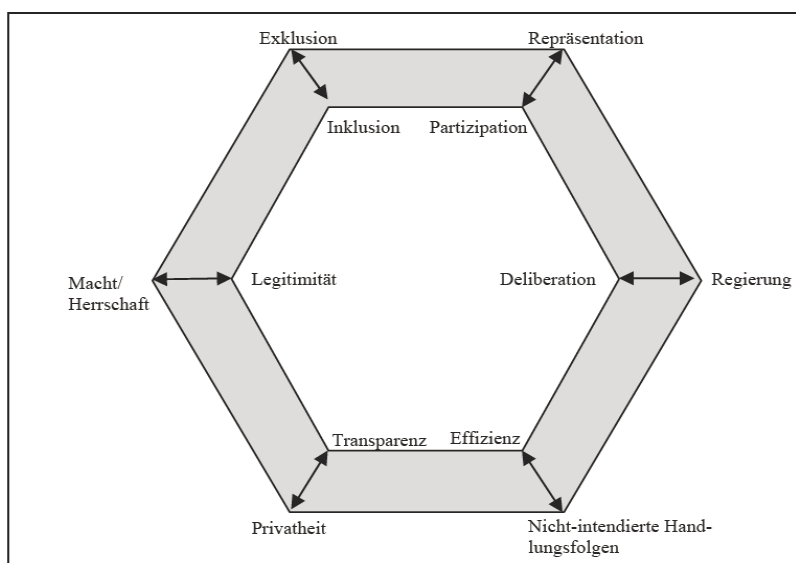 Exklusion
Repräsentation
Inklusion
Partizipation
Macht/
Herrschaft
Legitimität
Deliberation
Regierung
Transparenz
Effizienz
Privatheit
Nicht-intendierte Hand-
lungsfolgen